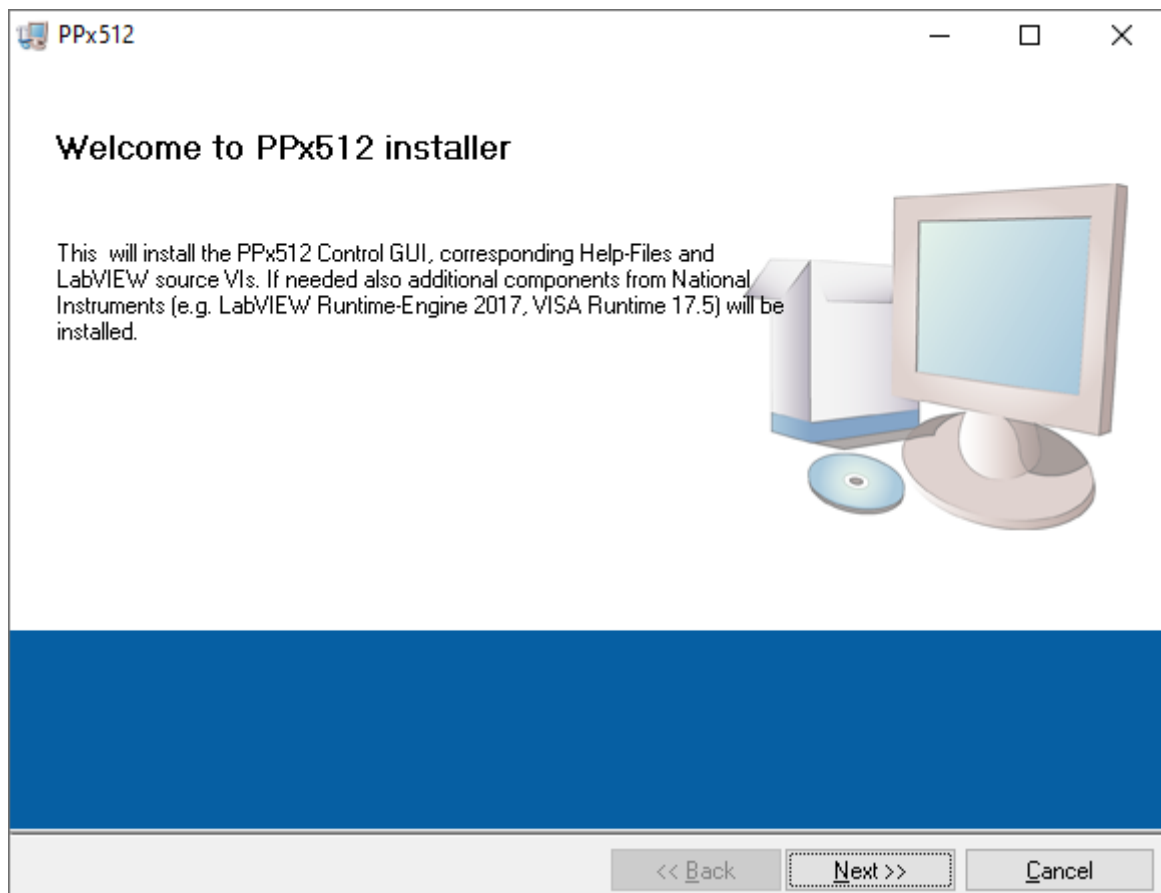 PPx512
Welcome to PPx512 installer
This  will install the PPx512 Control GUI, corresponding Help-Files and
LabVIEW source VIs. If needed also additional components from National
Instruments (e.g. LabVIEW Runtime-Engine 2017, VISA Runtime 17.5) will be
installed.
<< Back
Next >>
Cancel